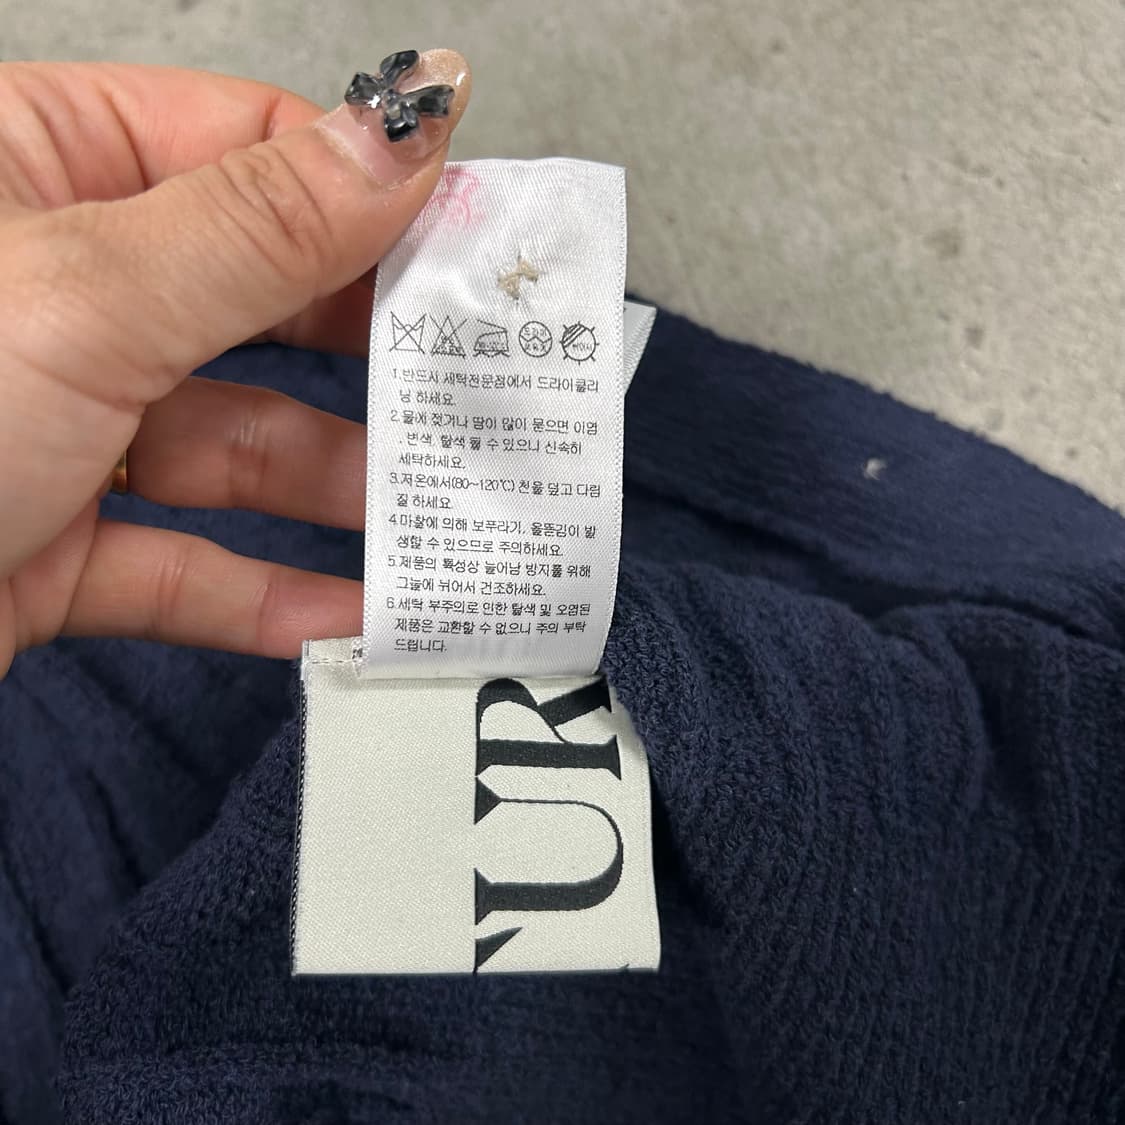 드라이
1.반드시 세탁전문점에서 드라이클리
닝 하세요.
2.물에 젖거나 땀이 많이 묻으면 이염
, 변색, 탈색 될 수 있으니 신속히
세탁하세요.
3.저온에서(80~120℃) 천을 덮고 다림
질 하세요.
4.마찰에 의해 보푸라기, 올뜯김이 발
생할 수 있으므로 주의하세요.
5.제품의 특성상 늘어남 방지를 위해
그늘에 뉘어서 건조하세요.
6.세탁 부주의로 인한 탈색 및 오염된
제품은 교환할 수 없으니 주의 부탁
드립니다.
UR